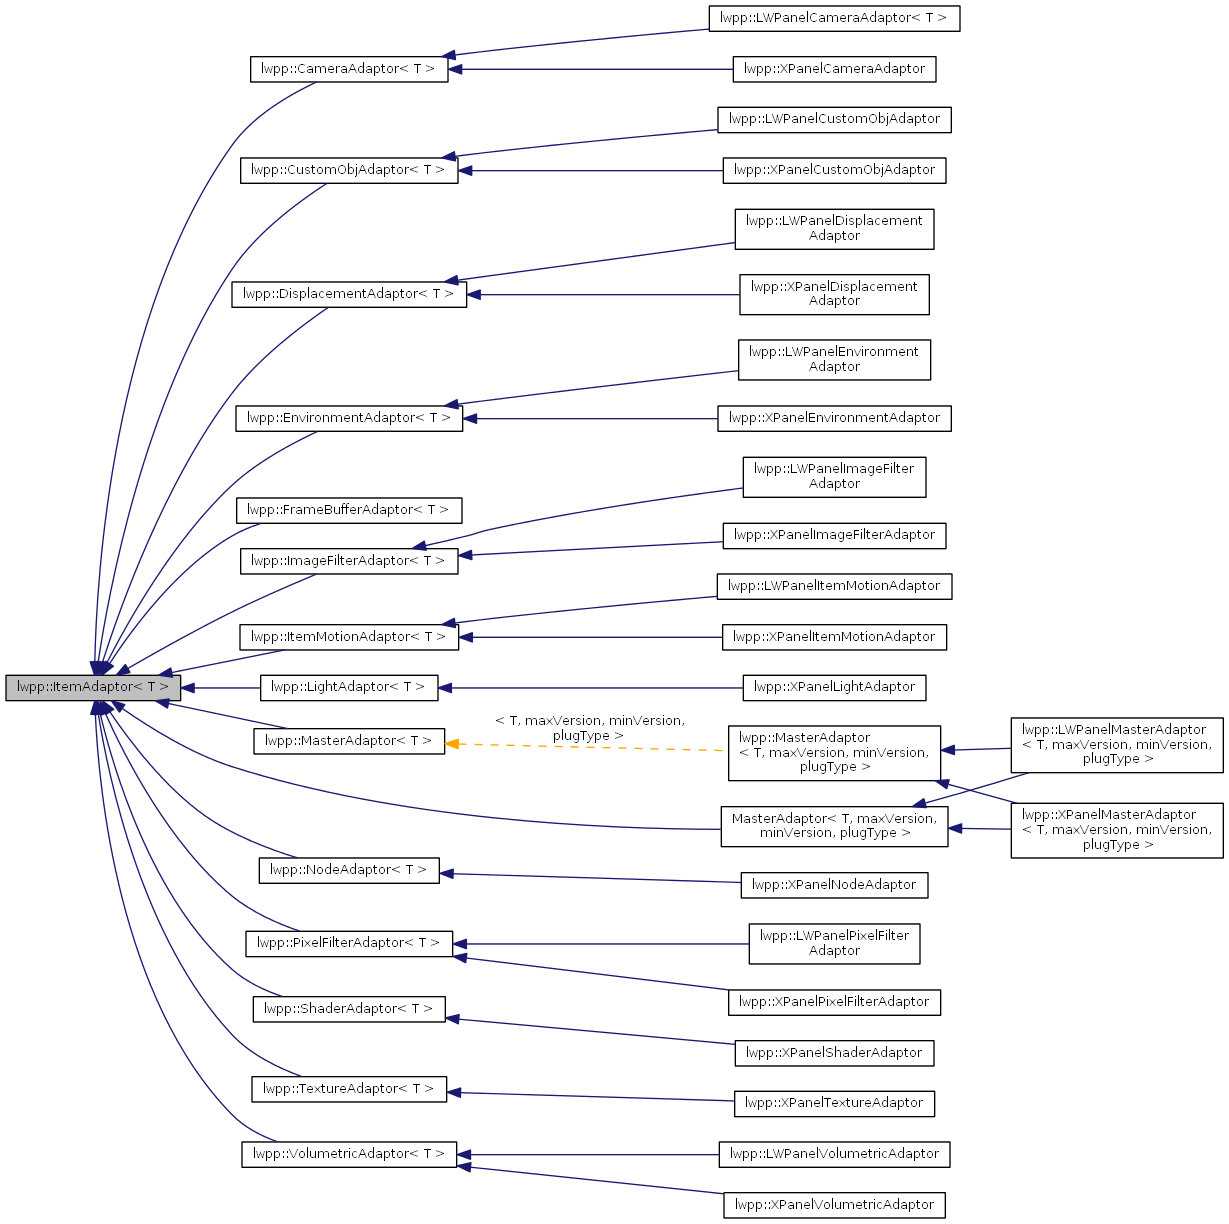 lwpp::LWPanelCameraAdaptor< T >
lwpp::CameraAdaptor< T >
lwpp::XPanelCameraAdaptor
lwpp::LWPanelCustomObjAdaptor
lwpp::CustomObjAdaptor< T >
lwpp::XPanelCustomObjAdaptor
lwpp::LWPanelDisplacement
Adaptor
lwpp::DisplacementAdaptor< T >
lwpp::XPanelDisplacement
Adaptor
lwpp::LWPanelEnvironment
Adaptor
lwpp::EnvironmentAdaptor< T >
lwpp::XPanelEnvironmentAdaptor
lwpp::LWPanelImageFilter
Adaptor
lwpp::FrameBufferAdaptor< T >
lwpp::XPanelImageFilterAdaptor
lwpp::ImageFilterAdaptor< T >
lwpp::LWPanelItemMotionAdaptor
lwpp::ItemMotionAdaptor< T >
lwpp::XPanelItemMotionAdaptor
lwpp::ItemAdaptor< T >
lwpp::LightAdaptor< T >
lwpp::XPanelLightAdaptor
lwpp::MasterAdaptor< T >
< T, maxVersion, minVersion,
plugType >
lwpp::MasterAdaptor
< T, maxVersion, minVersion,
plugType >
lwpp::LWPanelMasterAdaptor
< T, maxVersion, minVersion,
plugType >
MasterAdaptor< T, maxVersion,
minVersion, plugType >
lwpp::XPanelMasterAdaptor
< T, maxVersion, minVersion,
plugType >
lwpp::NodeAdaptor< T >
lwpp::XPanelNodeAdaptor
lwpp::PixelFilterAdaptor< T >
lwpp::LWPanelPixelFilter
Adaptor
lwpp::XPanelPixelFilterAdaptor
lwpp::ShaderAdaptor< T >
lwpp::XPanelShaderAdaptor
lwpp::TextureAdaptor< T >
lwpp::XPanelTextureAdaptor
lwpp::VolumetricAdaptor< T >
lwpp::LWPanelVolumetricAdaptor
lwpp::XPanelVolumetricAdaptor